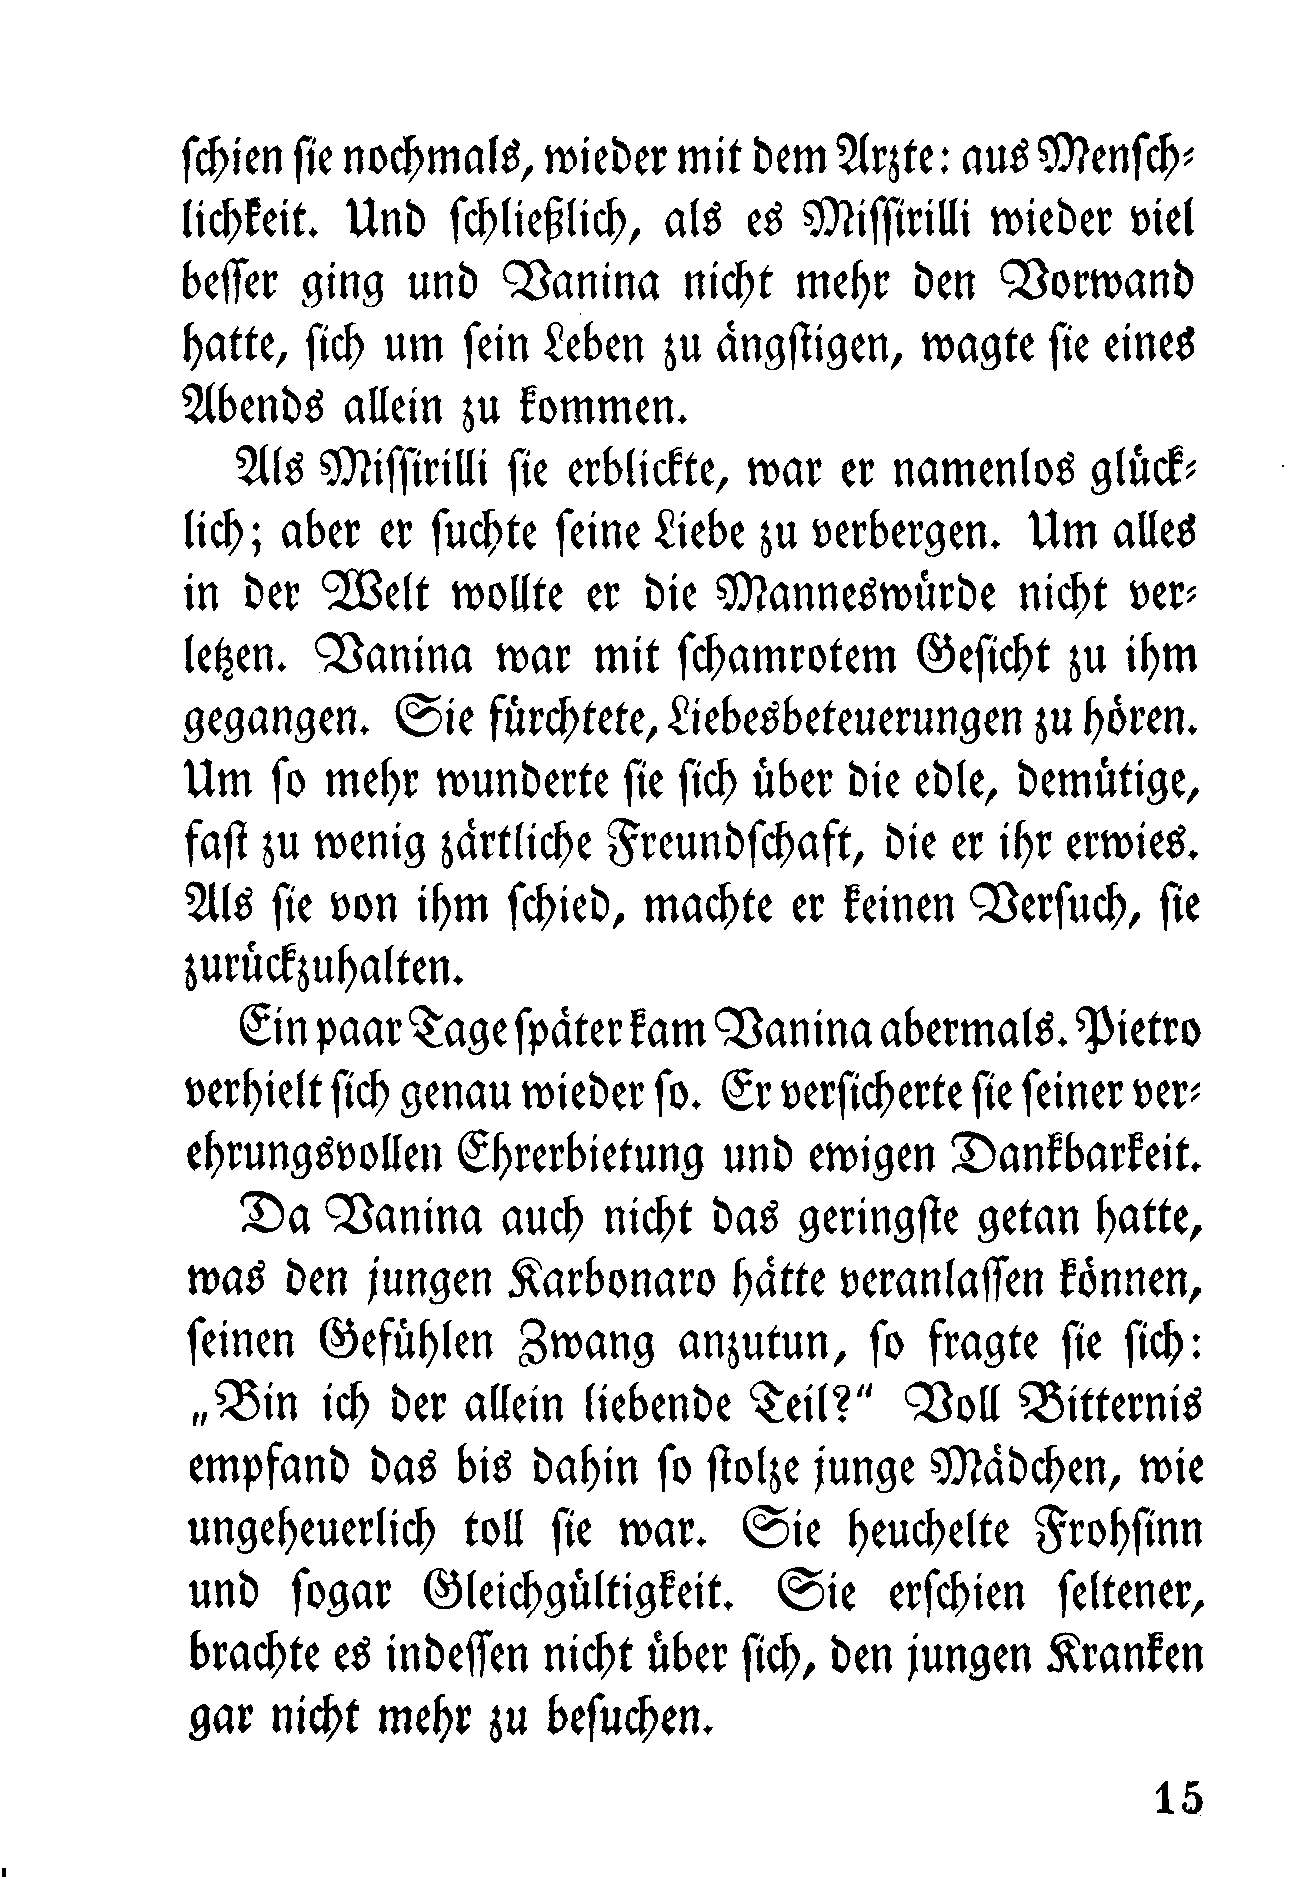 schien sie nochmals, wieder mit dem Arzte: aus Mensch-
lichkeit. Und schließlich, als es Missirilli wieder viel
besser ging und Vanina nicht mehr den Vorwand
hatte, sich um sein Leben zu ängstigen, wagte sie eines
Abends allein zu kommen.
Als Missirilli sie erblickte, war er namenlos glück-
lich; aber er suchte seine Liebe zu verbergen. Um alles
in der Welt wollte er die Manneswürde nicht ver-
letzen. Vanina war mit schamrotem Gesicht zu ihm
gegangen. Sie fürchtete, Liebesbeteuerungen zu hören.
Um so mehr wunderte sie sich über die edle, demütige,
fast zu wenig zärtliche Freundschaft, die er ihr erwies.
Als sie von ihm schied, machte er keinen Versuch, sie
zurückzuhalten.
Ein paar Tage später kam Vanina abermals. Pietro
verhielt sich genau wieder so. Er versicherte sie seiner ver-
ehrungsvollen Ehrerbietung und ewigen Dankbarkeit.
Da Vanina auch nicht das geringste getan hatte,
was den jungen Karbonaro hätte veranlassen können,
seinen Gefühlen Zwang anzutun, so fragte sie sich:
„Bin ich der allein liebende Teil?“ Voll Bitternis
empfand das bis dahin so stolze junge Mädchen, wie
ungeheuerlich toll sie war. Sie heuchelte Frohsinn
und sogar Gleichgültigkeit. Sie erschien seltener,
brachte es indessen nicht über sich, den jungen Kranken
gar nicht mehr zu besuchen.
15